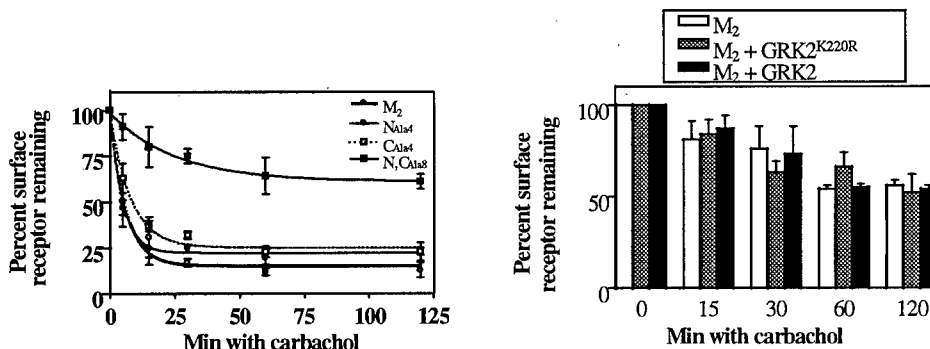 Percent surface
receptor remaining
100
75
50
25
0
M2
NAla4
CAla4
N,CAla8
0
25
50
75
100
125
Min with carbachol
M2
M2 + GRK2K220R
M2 + GRK2
Percent surface
receptor remaining
100
50
0
0
15
30
60
120
Min with carbachol